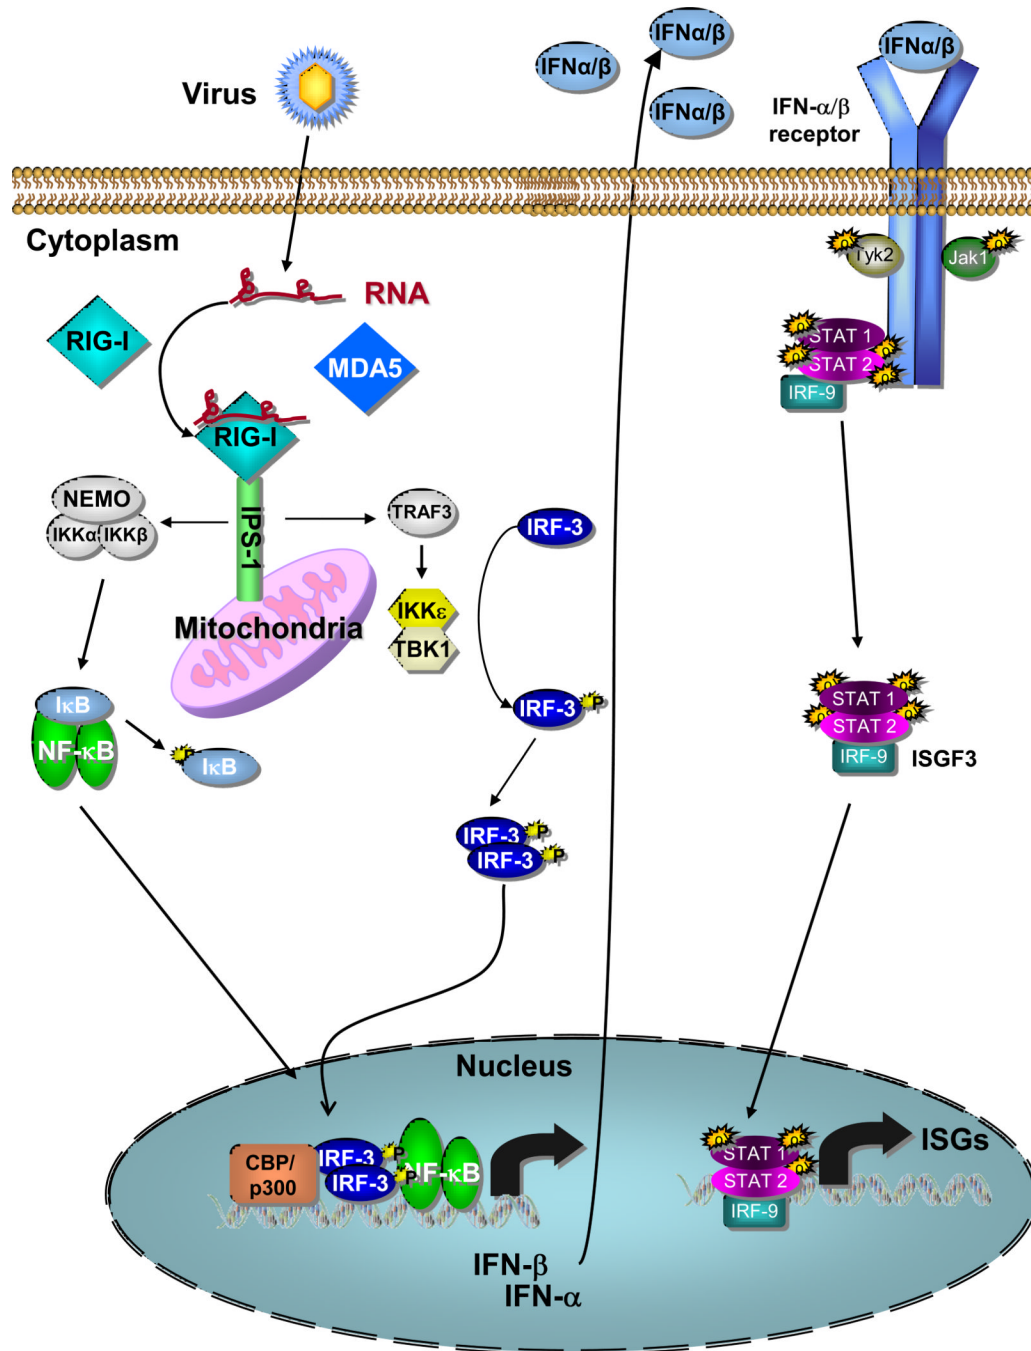 IFNα/β
IFNα/β
IFNα/β
IFNα/β
Virus
IFN-α/β
receptor
Cytoplasm
Tyk2
Jak1
RNA
RIG-I
MDA5
STAT 1
STAT 2
IRF-9
RIG-I
NEMO
IKKα
IKKβ
IPS-1
TRAF3
IRF-3
IKKε
TBK1
Mitochondria
IκB
NF-κB
P
IκB
IRF-3
P
STAT 1
STAT 2
IRF-9
ISGF3
IRF-3
P
IRF-3
P
Nucleus
CBP/
p300
IRF-3
P
IRF-3
P
NF-κB
STAT 1
STAT 2
IRF-9
ISGs
IFN-β
IFN-α